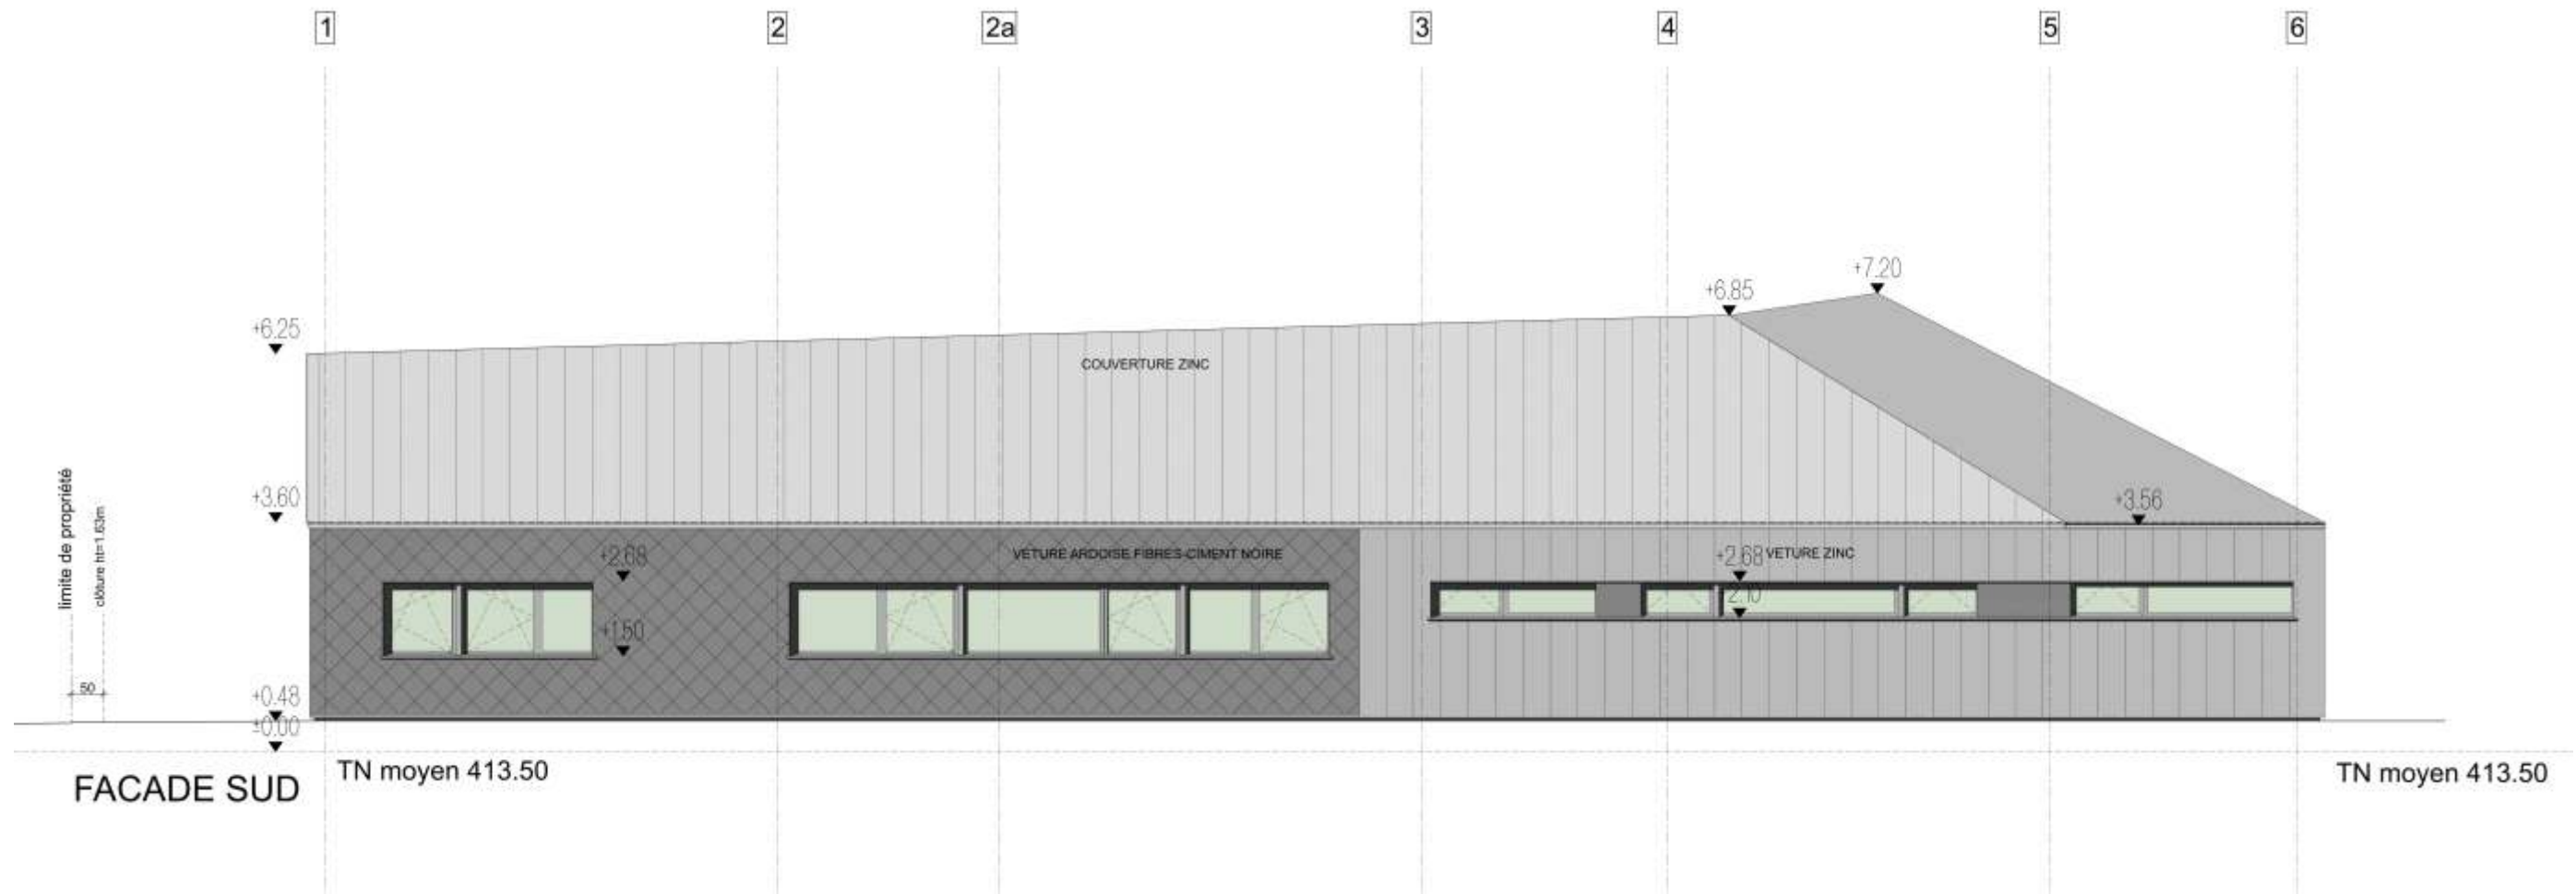 1 2 2a 3 4 5 6
+7.20
+6.85
+6.25
COUVERTURE ZINC
+3.60
+3.56
limite de propriété
clôture ht=1.63m
VETURE ARDOISE FIBRES-CIMENT NOIRE
+2.68
+2.68
VETURE ZINC
2.10
+1.50
50
+0.48
±0.00
TN moyen 413.50
TN moyen 413.50
FACADE SUD